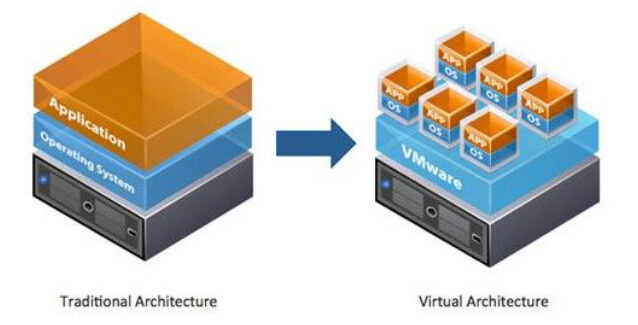 Application
Operating System
APP
OS
APP
OS
APP
OS
APP
OS
APP
OS
APP
OS
VMware
Traditional Architecture
Virtual Architecture